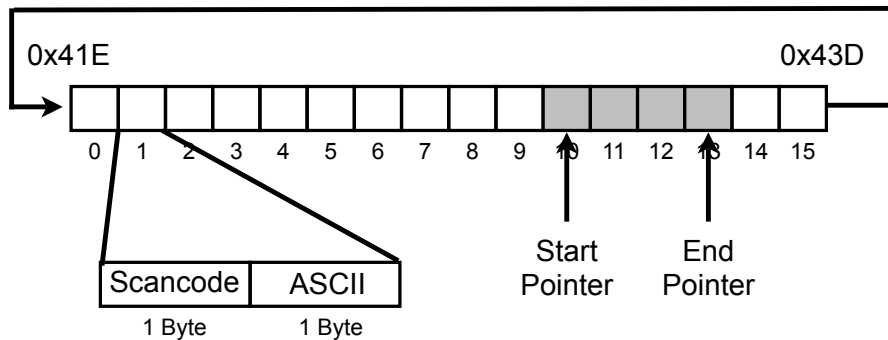 0x41E 0x43D
0 1 2 3 4 5 6 7 8 9 10 11 12 13 14 15
Start End
Pointer Pointer
Scancode ASCII
1 Byte 1 Byte